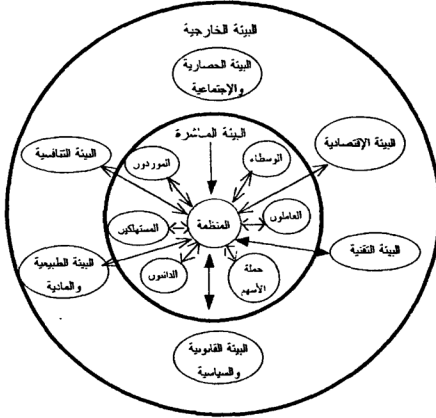 البيئة الخارجية
البيئة الحضارية
والإجتماعية
البيئة المباشرة
البيئة الإقتصادية
البيئة التنافسية
الموردون
الوسطاء
العاملون
المنظمة
المستهلكين
البيئة التقنية
البيئة الطبيعية
والمادية
الدائنون
حملة
الأسهم
البيئة القانونية
والسياسية